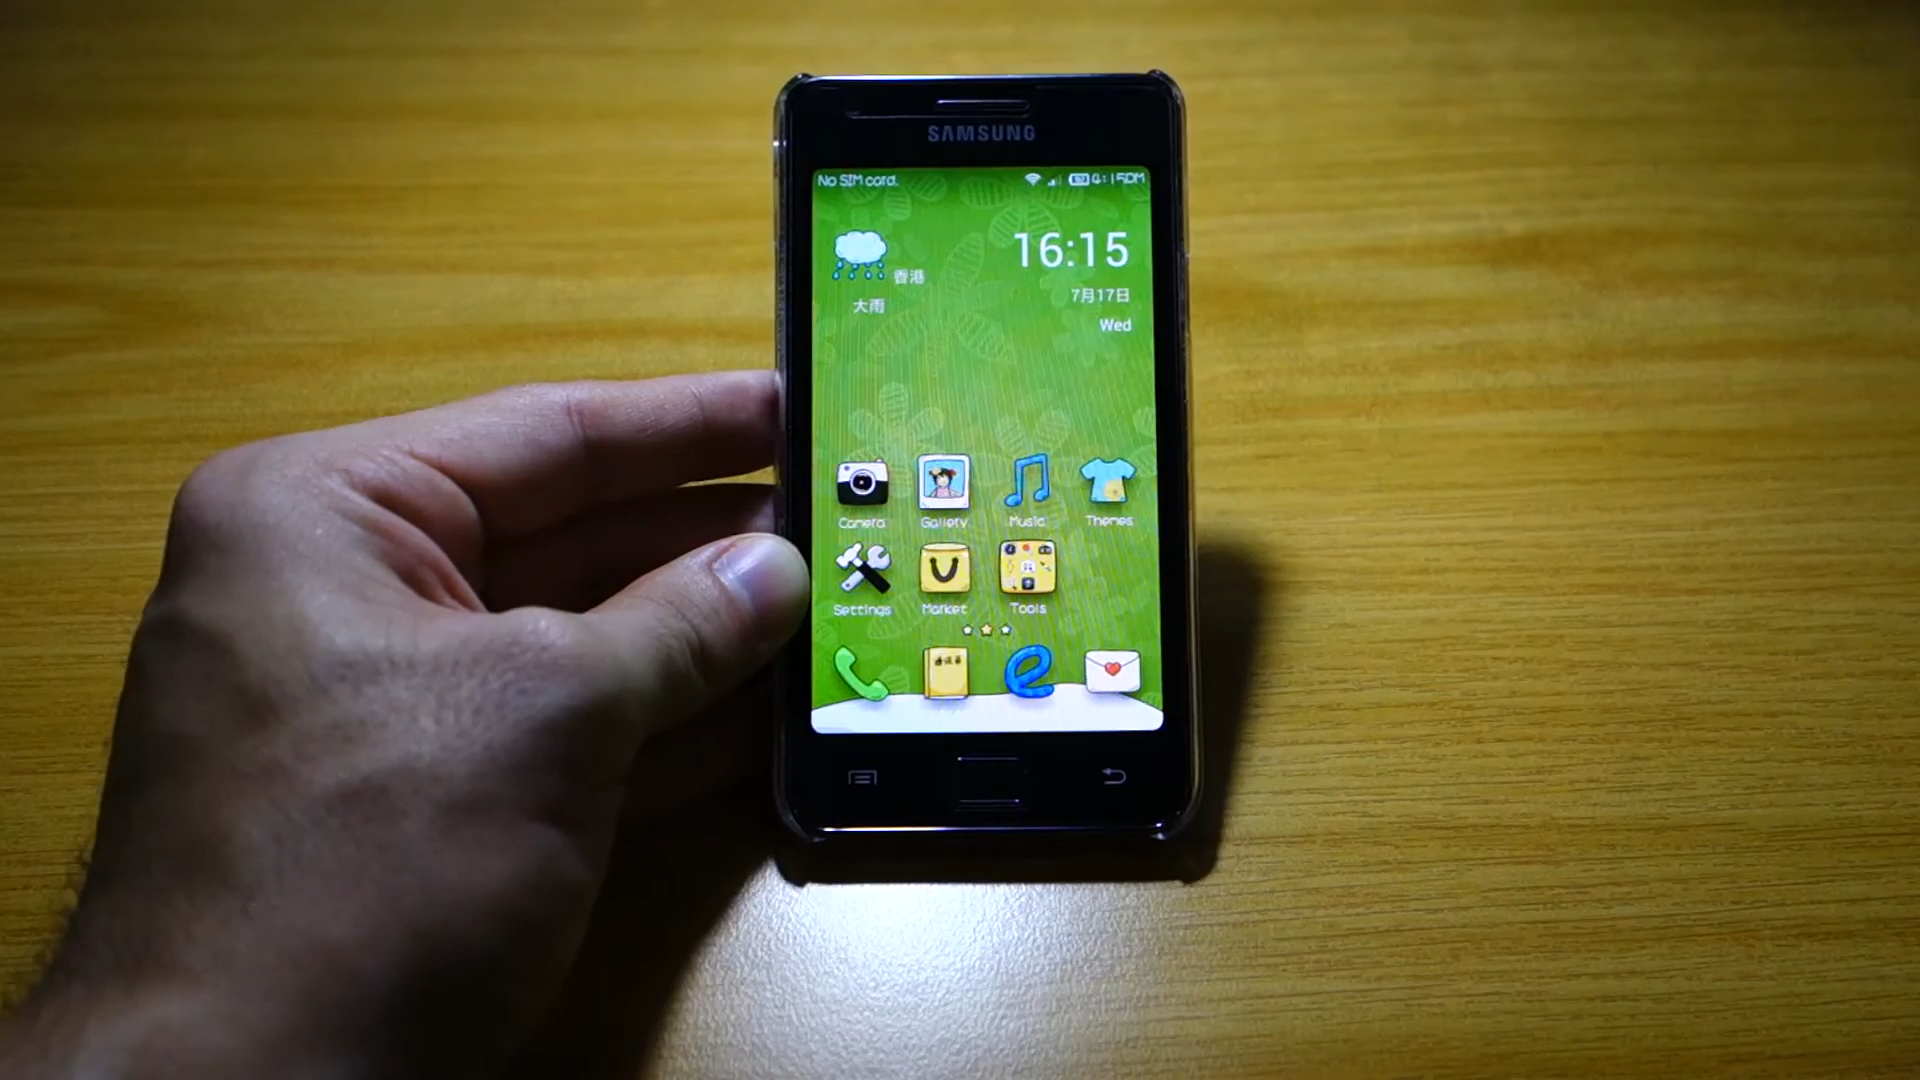 SAMSUNG
No SIM card.
16:15
香港
大雨
7月17日
Wed
Camera Gallery Music Themes
Settings Market Tools